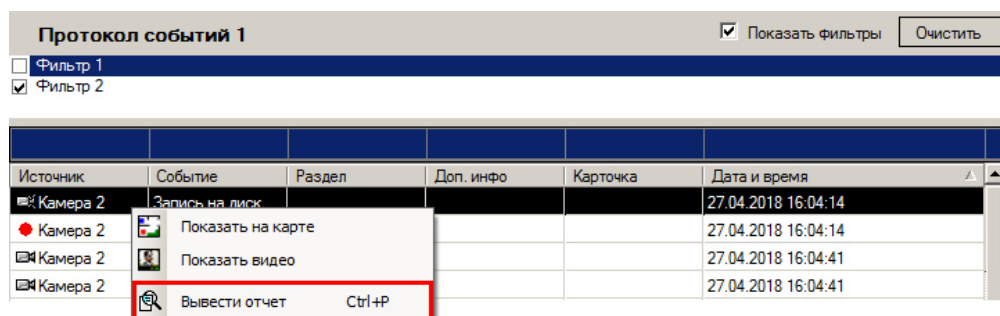 Протокол событий 1 Показать фильтры Очистить
Фильтр 1
Фильтр 2
Источник Событие Раздел Доп. инфо Карточка Дата и время
Камера 2 Запись на диск 27.04.2018 16:04:14
Камера 2 Показать на карте 27.04.2018 16:04:14
Камера 2 Показать видео 27.04.2018 16:04:41
Камера 2 27.04.2018 16:04:41
Вывести отчет Ctrl+P